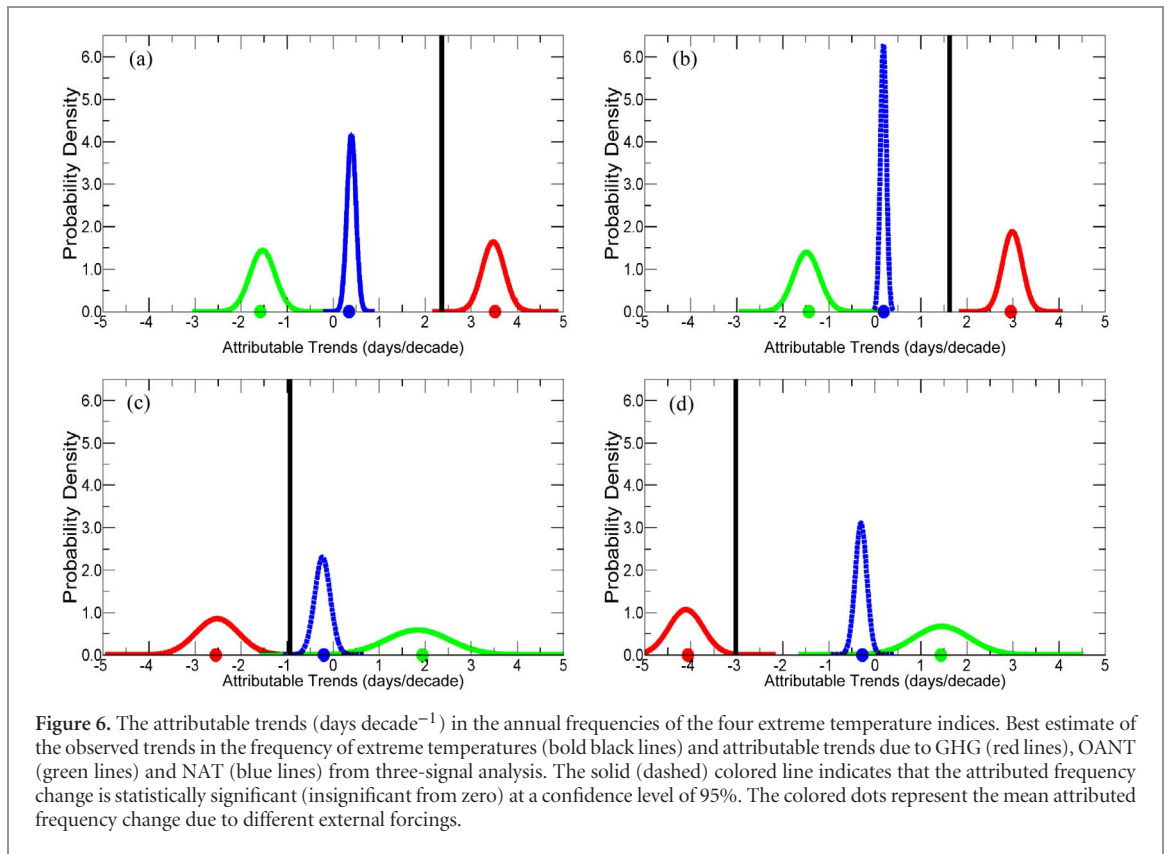 (a)
6.0
5.0
4.0
3.0
2.0
1.0
0.0
Probability Density
-5 -4 -3 -2 -1 0 1 2 3 4 5
Attributable Trends (days/decade)
(b)
6.0
5.0
4.0
3.0
2.0
1.0
0.0
Probability Density
-5 -4 -3 -2 -1 0 1 2 3 4 5
Attributable Trends (days/decade)
(c)
6.0
5.0
4.0
3.0
2.0
1.0
0.0
Probability Density
-5 -4 -3 -2 -1 0 1 2 3 4 5
Attributable Trends (days/decade)
(d)
6.0
5.0
4.0
3.0
2.0
1.0
0.0
Probability Density
-5 -4 -3 -2 -1 0 1 2 3 4 5
Attributable Trends (days/decade)
Figure 6. The attributable trends (days decade⁻¹) in the annual frequencies of the four extreme temperature indices. Best estimate of
the observed trends in the frequency of extreme temperatures (bold black lines) and attributable trends due to GHG (red lines), OANT
(green lines) and NAT (blue lines) from three-signal analysis. The solid (dashed) colored line indicates that the attributed frequency
change is statistically significant (insignificant from zero) at a confidence level of 95%. The colored dots represent the mean attributed
frequency change due to different external forcings.